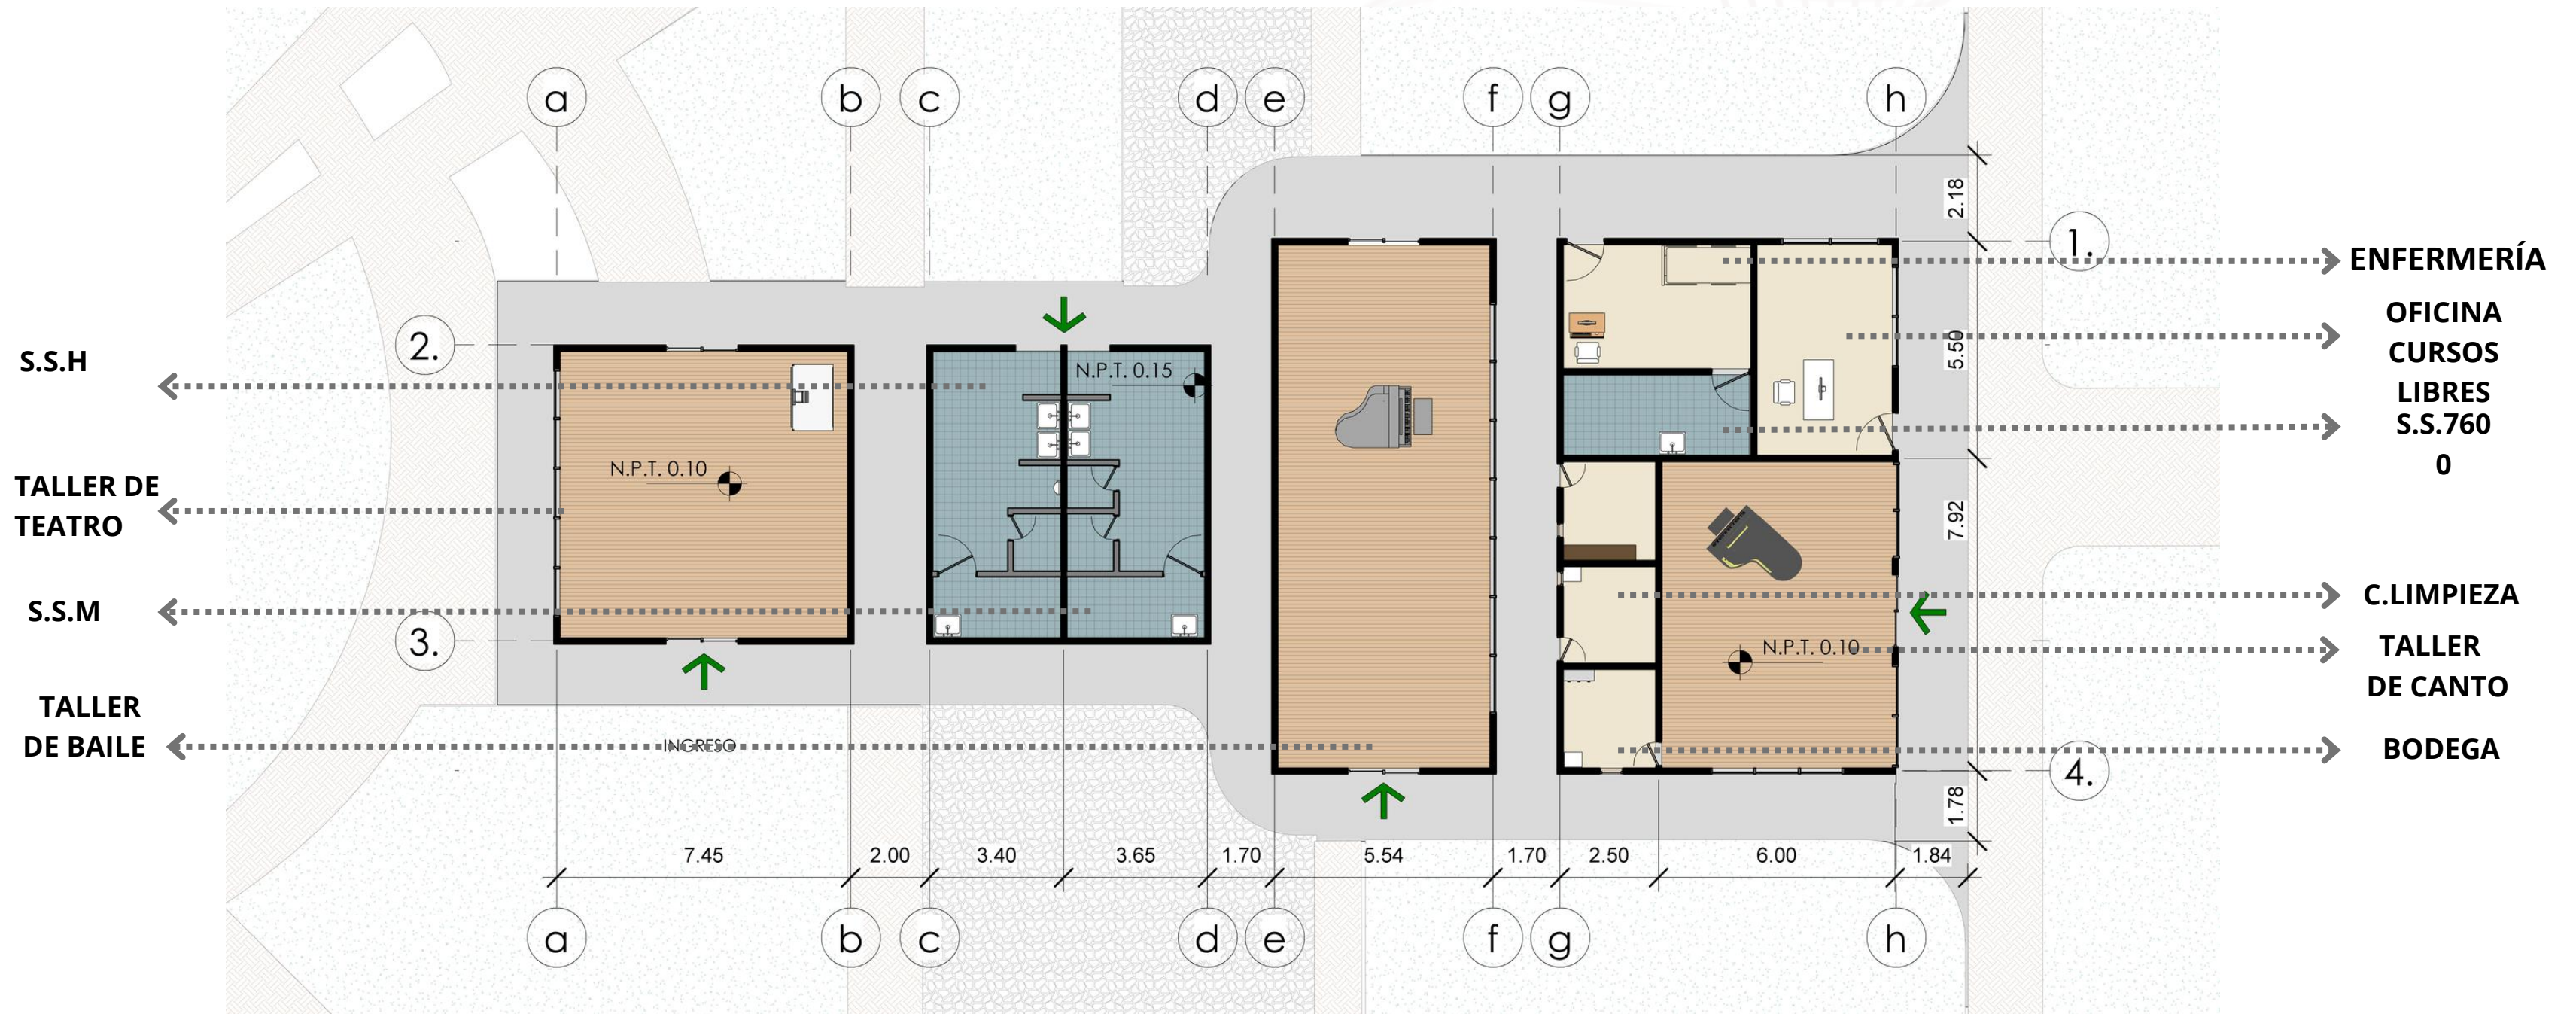 a b c d e f g h
2.18
1.
ENFERMERÍA
OFICINA
CURSOS
LIBRES
S.S.760
0
5.50
2.
S.S.H
N.P.T. 0.15
N.P.T. 0.10
TALLER DE
TEATRO
7.92
C.LIMPIEZA
S.S.M
3.
N.P.T. 0.10
TALLER
DE CANTO
TALLER
DE BAILE
INGRESO
BODEGA
4.
1.78
7.45 2.00 3.40 3.65 1.70 5.54 1.70 2.50 6.00 1.84
a b c d e f g h